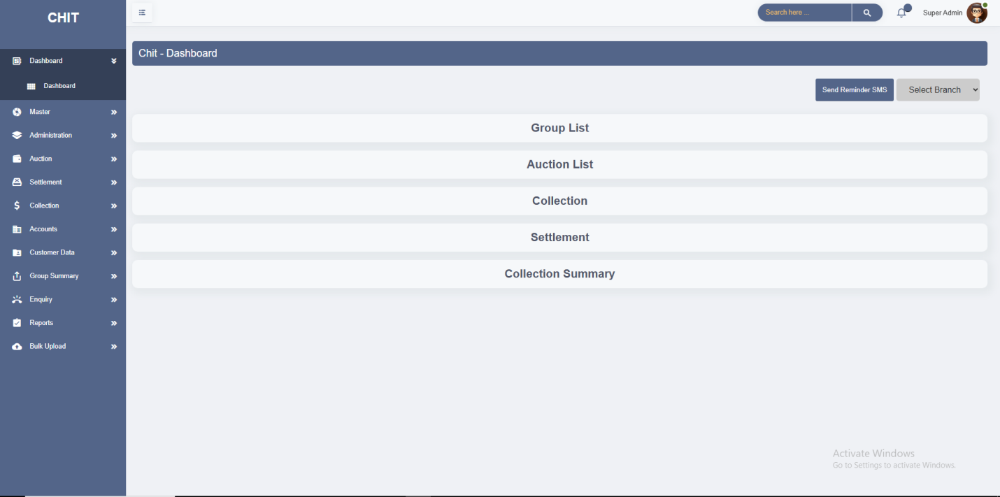 CHIT
Search here ...
Super Admin
Dashboard
Dashboard
Master
Administration
Auction
Settlement
Collection
Accounts
Customer Data
Group Summary
Enquiry
Reports
Bulk Upload
Chit - Dashboard
Send Reminder SMS
Select Branch
Group List
Auction List
Collection
Settlement
Collection Summary
Activate Windows
Go to Settings to activate Windows.